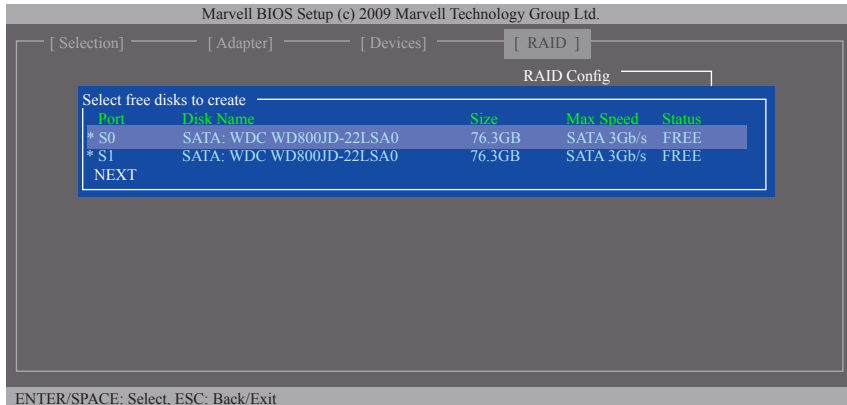 Marvell BIOS Setup (c) 2009 Marvell Technology Group Ltd.
[ Selection] [ Adapter] [ Devices] [ RAID ]
RAID Config
Select free disks to create
Port Disk Name Size Max Speed Status
* S0 SATA: WDC WD800JD-22LSA0 76.3GB SATA 3Gb/s FREE
* S1 SATA: WDC WD800JD-22LSA0 76.3GB SATA 3Gb/s FREE
NEXT
ENTER/SPACE: Select, ESC: Back/Exit